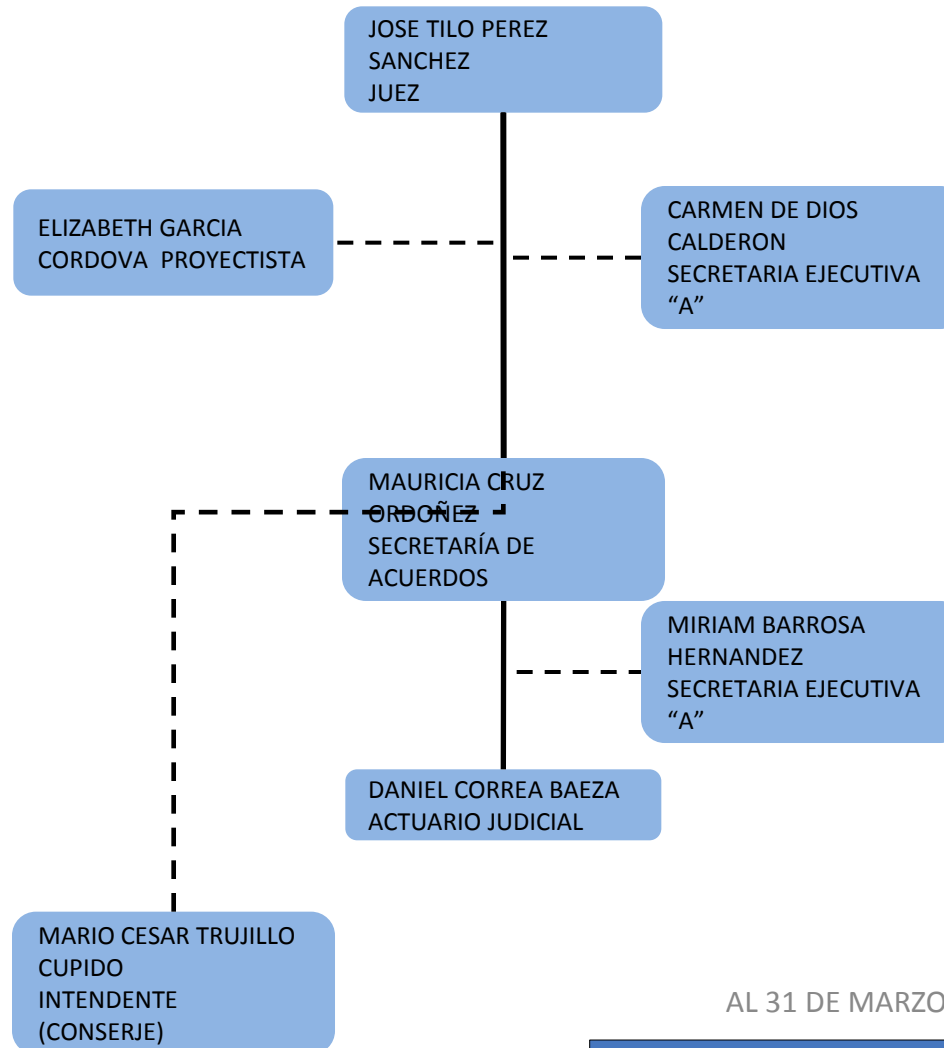 JOSE TILO PEREZ
SANCHEZ
JUEZ
ELIZABETH GARCIA
CORDOVA  PROYECTISTA
CARMEN DE DIOS
CALDERON
SECRETARIA EJECUTIVA
“A”
MAURICIA CRUZ
ORDOÑEZ
SECRETARÍA DE
ACUERDOS
MIRIAM BARROSA
HERNANDEZ
SECRETARIA EJECUTIVA
“A”
DANIEL CORREA BAEZA
ACTUARIO JUDICIAL
MARIO CESAR TRUJILLO
CUPIDO
INTENDENTE
(CONSERJE)
AL 31 DE MARZO